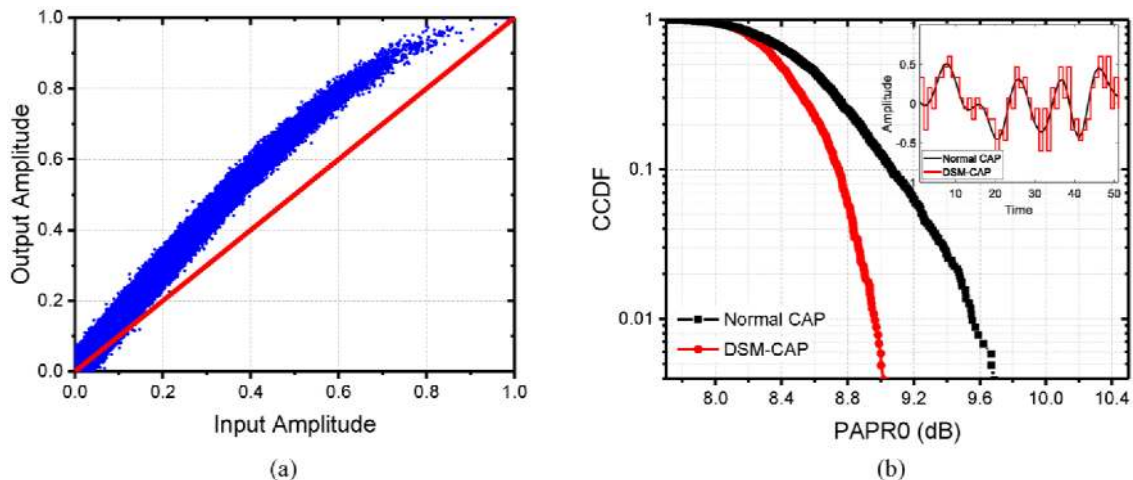 Output Amplitude
1.0
0.8
0.6
0.4
0.2
0.0
0.0 0.2 0.4 0.6 0.8 1.0
Input Amplitude
(a)
CCDF
1
0.1
0.01
Normal CAP
DSM-CAP
8.0 8.4 8.8 9.2 9.6 10.0 10.4
PAPR0 (dB)
(b)
Amplitude
1
0.5
0
-0.5
1
Normal CAP
DSM-CAP
10 20 30 40 50
Time